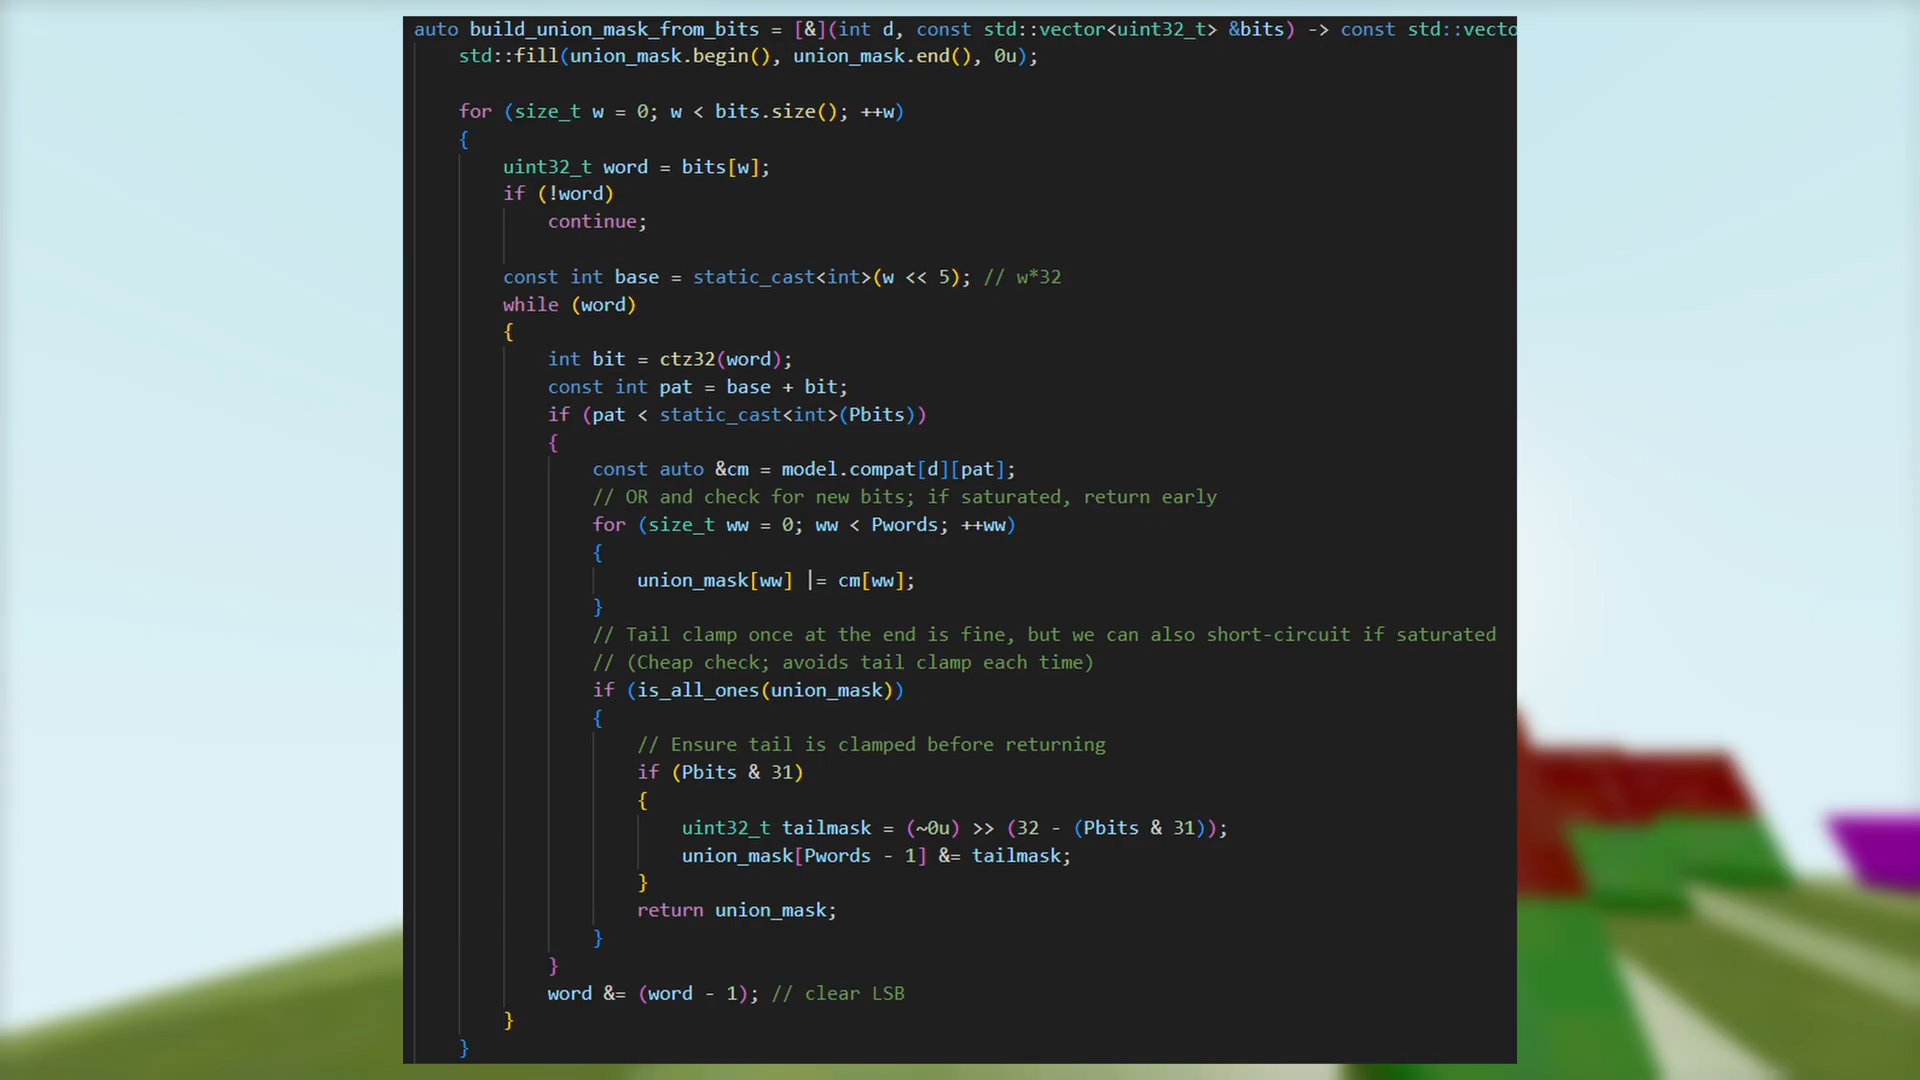 auto build_union_mask_from_bits = [&](int d, const std::vector<uint32_t> &bits) -> const std::vecto
std::fill(union_mask.begin(), union_mask.end(), 0u);
for (size_t w = 0; w < bits.size(); ++w)
{
uint32_t word = bits[w];
if (!word)
continue;
const int base = static_cast<int>(w << 5); // w*32
while (word)
{
int bit = ctz32(word);
const int pat = base + bit;
if (pat < static_cast<int>(Pbits))
{
const auto &cm = model.compat[d][pat];
// OR and check for new bits; if saturated, return early
for (size_t ww = 0; ww < Pwords; ++ww)
{
union_mask[ww] |= cm[ww];
}
// Tail clamp once at the end is fine, but we can also short-circuit if saturated
// (Cheap check; avoids tail clamp each time)
if (is_all_ones(union_mask))
{
// Ensure tail is clamped before returning
if (Pbits & 31)
{
uint32_t tailmask = (~0u) >> (32 - (Pbits & 31));
union_mask[Pwords - 1] &= tailmask;
}
return union_mask;
}
}
word &= (word - 1); // clear LSB
}
}